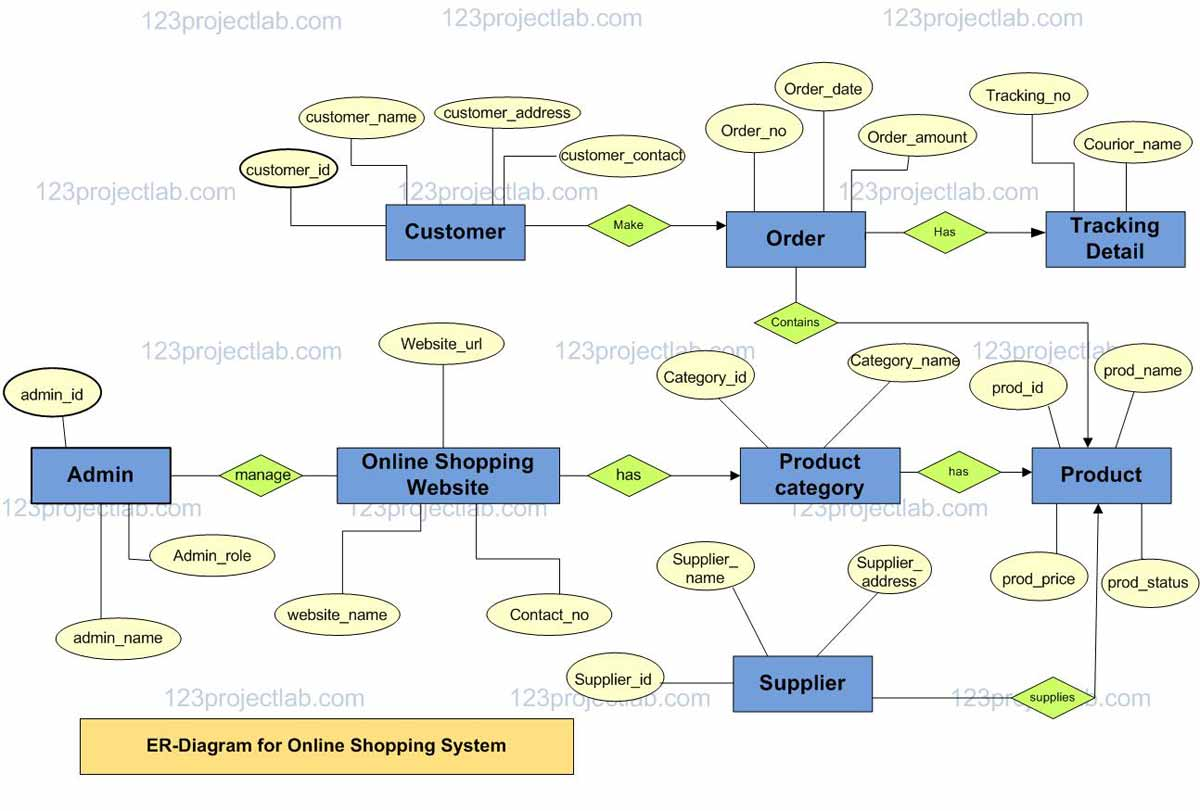 123projectlab.com
123projectlab.com
123projectlab.com
Order_date
Tracking_no
customer_name
customer_address
Order_no
Order_amount
Courior_name
customer_id
customer_contact
123projectlab.com
123projectlab.com
123projectlab.com
Customer
Make
Order
Has
Tracking
Detail
Contains
123projectlab.com
Website_url
123projectlab.com
123projectlab.com
Category_id
Category_name
prod_id
prod_name
admin_id
Admin
manage
Online Shopping
Website
has
Product
category
has
Product
123projectlab.com
123projectlab.com
123projectlab.com
Admin_role
Supplier_
name
Supplier_
address
prod_price
prod_status
website_name
Contact_no
admin_name
Supplier_id
Supplier
supplies
123projectlab.com
123projectlab.com
123projectlab.com
ER-Diagram for Online Shopping System